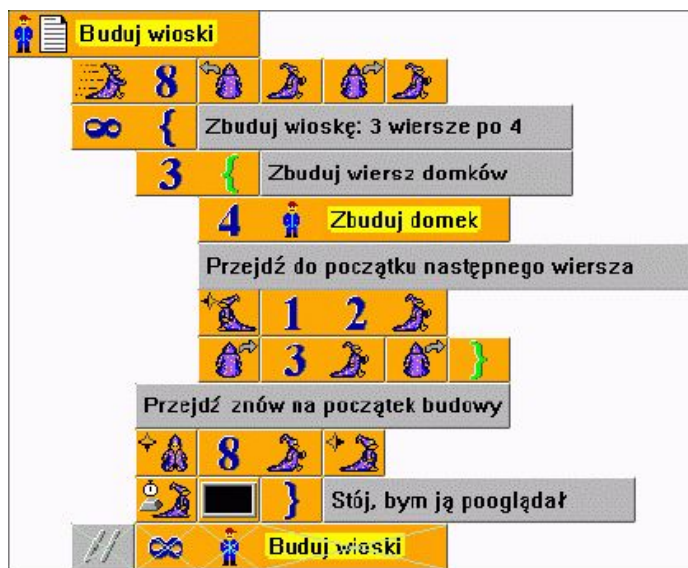 Buduj wioski
8
∞ { Zbuduj wioskę: 3 wiersze po 4
3 { Zbuduj wiersz domków
4 Zbuduj domek
Przejdź do początku następnego wiersza
1 2
3 }
Przejdź znów na początek budowy
8
} Stój, bym ją pooglądał
// ∞ Buduj wioski